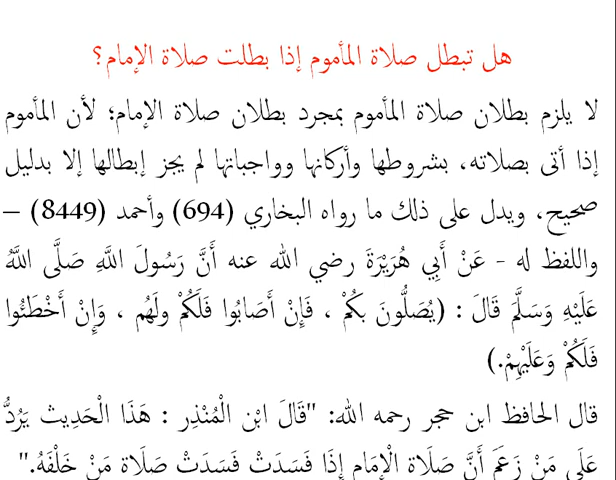 هل تبطل صلاة المأموم إذا بطلت صلاة الإمام؟
لا يلزم بطلان صلاة المأموم بمجرد بطلان صلاة الإمام؛ لأن المأموم
إذا أتى بصلاته، بشروطها وأركانها وواجباتها لم يجز إبطالها إلا بدليل
صحيح، ويدل على ذلك ما رواه البخاري (694) وأحمد (8449) –
واللفظ له - عَنْ أَبِي هُرَيْرَةَ رضي الله عنه أَنَّ رَسُولَ اللَّهِ صَلَّى اللَّهُ
عَلَيْهِ وَسَلَّمَ قَالَ : (يُصَلُّونَ بِكُمْ ، فَإِنْ أَصَابُوا فَلَكُمْ ولَهُم ، وَإِنْ أَخْطَئُوا
فَلَكُمْ وَعَلَيْهِمْ.)
قال الحافظ ابن حجر رحمه الله: "قَالَ ابْن الْمُنْذِر : هَذَا الْحَدِيث يَرُدُّ
عَلَى مَنْ زَعَمَ أَنَّ صَلَاة الْإِمَام إِذَا فَسَدَتْ فَسَدَتْ صَلَاة مَنْ خَلْفَهُ."